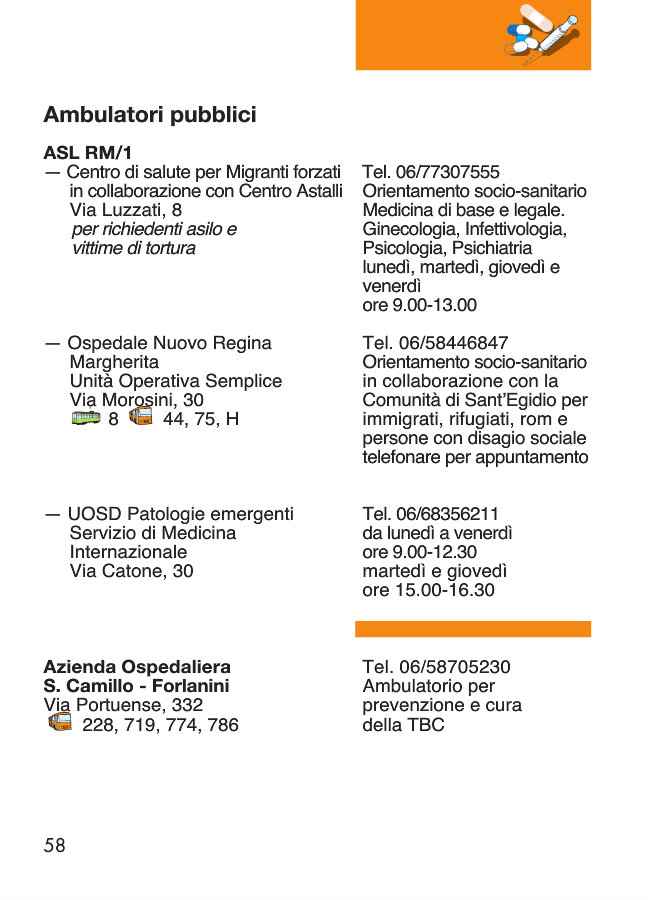 Ambulatori pubblici
ASL RM/1
— Centro di salute per Migranti forzati
in collaborazione con Centro Astalli
Via Luzzati, 8
per richiedenti asilo e
vittime di tortura
Tel. 06/77307555
Orientamento socio-sanitario
Medicina di base e legale.
Ginecologia, Infettivologia,
Psicologia, Psichiatria
lunedì, martedì, giovedì e
venerdì
ore 9.00-13.00
— Ospedale Nuovo Regina
Margherita
Unità Operativa Semplice
Via Morosini, 30
8 44, 75, H
Tel. 06/58446847
Orientamento socio-sanitario
in collaborazione con la
Comunità di Sant’Egidio per
immigrati, rifugiati, rom e
persone con disagio sociale
telefonare per appuntamento
— UOSD Patologie emergenti
Servizio di Medicina
Internazionale
Via Catone, 30
Tel. 06/68356211
da lunedì a venerdì
ore 9.00-12.30
martedì e giovedì
ore 15.00-16.30
Azienda Ospedaliera
S. Camillo - Forlanini
Via Portuense, 332
228, 719, 774, 786
Tel. 06/58705230
Ambulatorio per
prevenzione e cura
della TBC
58